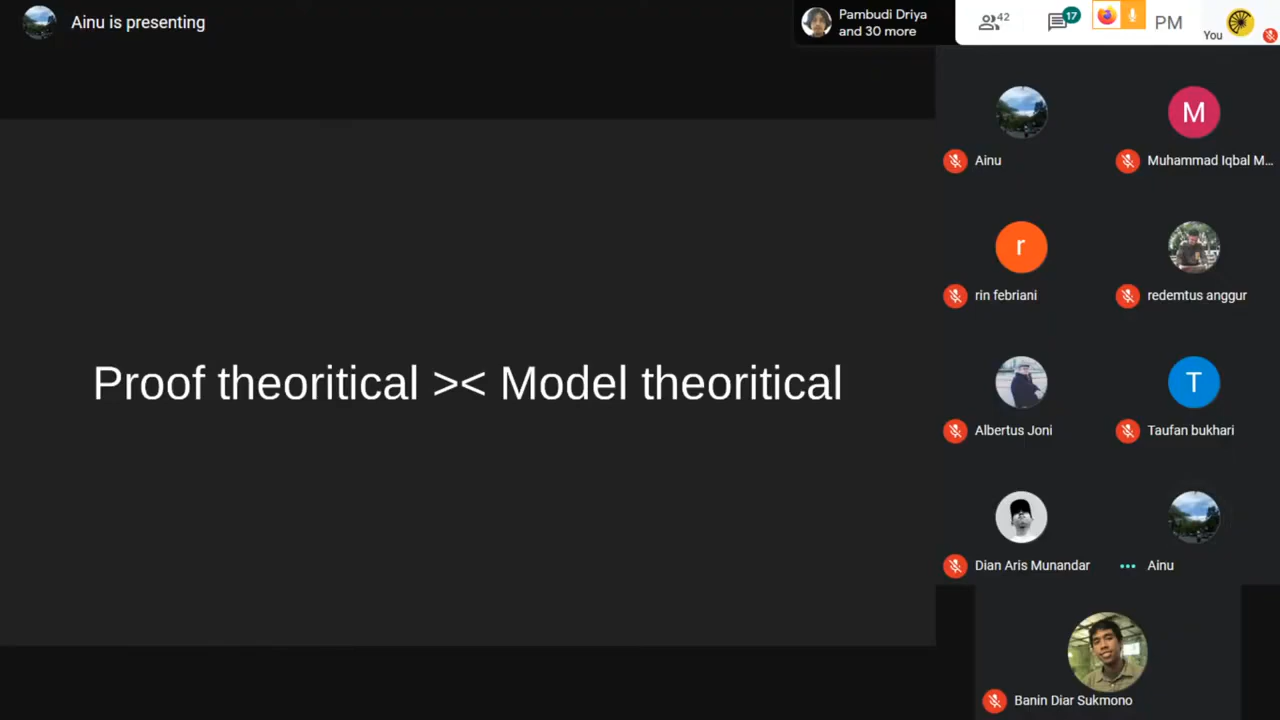 Ainu is presenting
Pambudi Driya
and 30 more
42
17
PM
You
Proof theoritical >< Model theoritical
Ainu
M
Muhammad Iqbal M...
r
rin febriani
redemtus anggur
Albertus Joni
T
Taufan bukhari
Dian Aris Munandar
Ainu
Banin Diar Sukmono